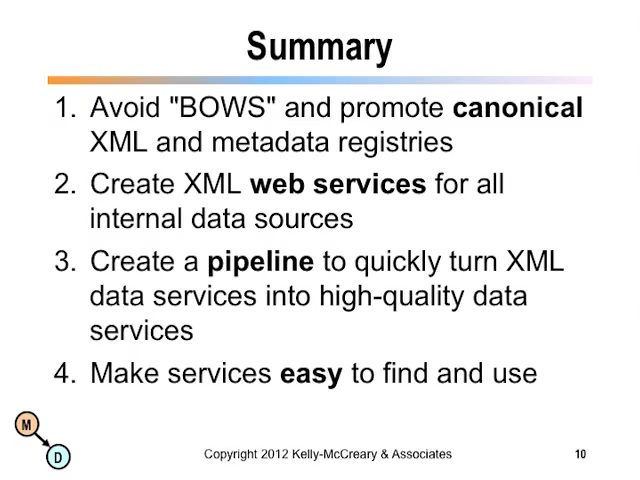 Summary
1. Avoid "BOWS" and promote canonical
XML and metadata registries
2. Create XML web services for all
internal data sources
3. Create a pipeline to quickly turn XML
data services into high-quality data
services
4. Make services easy to find and use
M
D
Copyright 2012 Kelly-McCreary & Associates
10